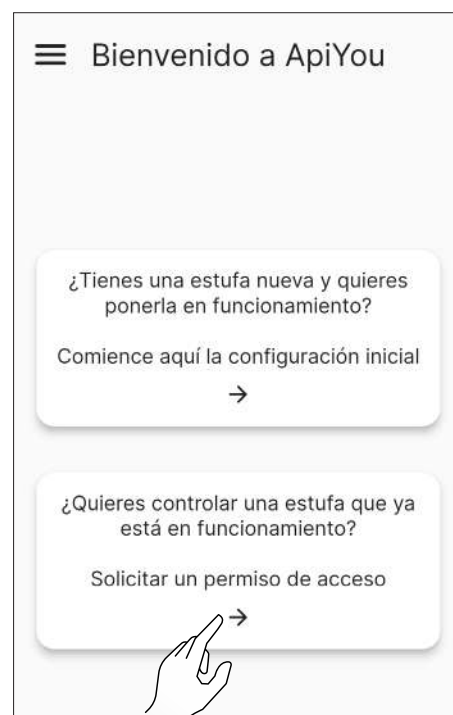 Bienvenido a ApiYou
¿Tienes una estufa nueva y quieres
ponerla en funcionamiento?
Comience aquí la configuración inicial
→
¿Quieres controlar una estufa que ya
está en funcionamiento?
Solicitar un permiso de acceso
→